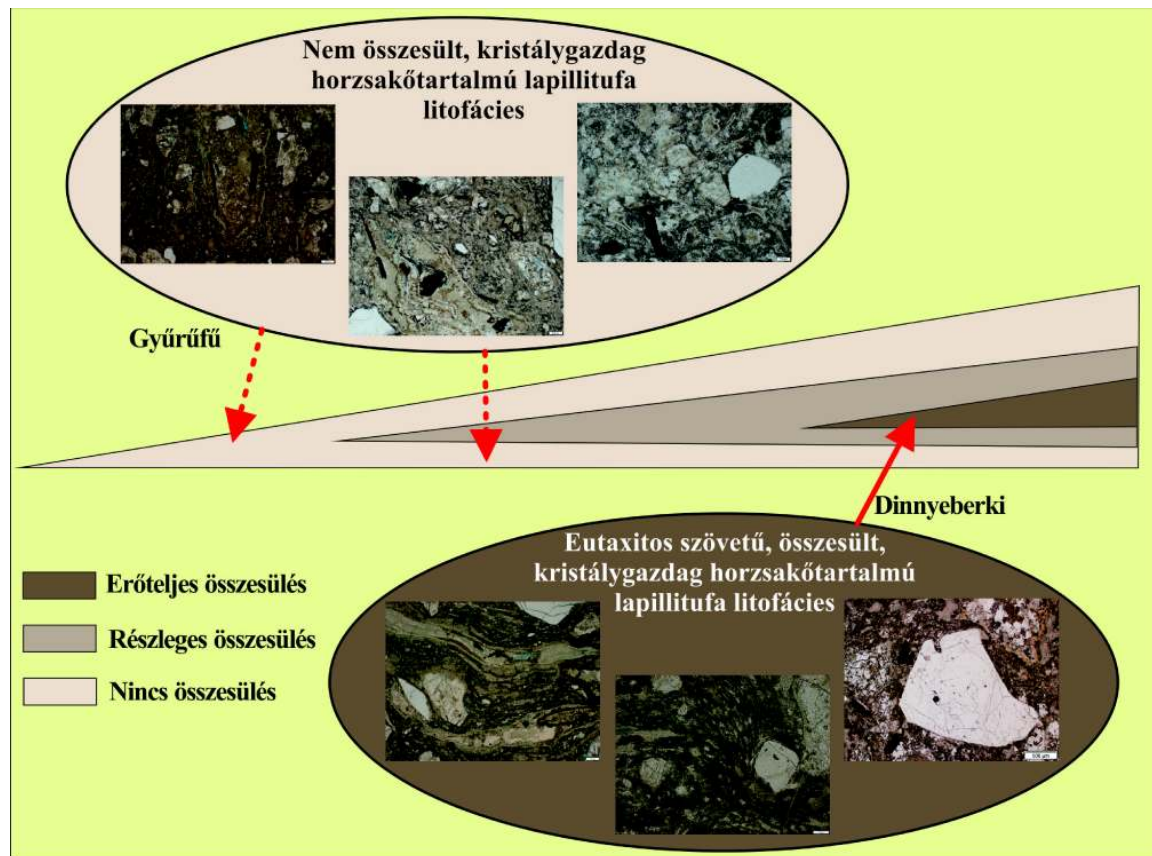 Nem összesült, kristálygazdag
horzsakőtartalmú lapillitufa
litofácies
Gyűrűfű
Dinnyeberki
Eutaxitos szövetű, összesült,
kristálygazdag horzsakőtartalmú
lapillitufa litofácies
Erőteljes összesülés
Részleges összesülés
Nincs összesülés